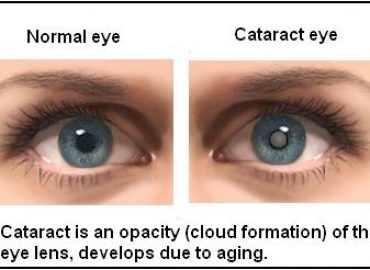 Normal eye
Cataract eye
Cataract is an opacity (cloud formation) of th
eye lens, develops due to aging.